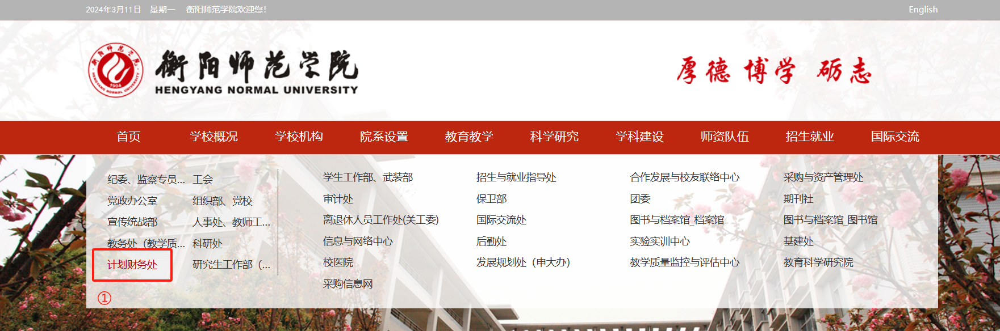 2024年3月11日 星期一 衡阳师范学院欢迎您！ English
衡阳师范学院
HENGYANG NORMAL UNIVERSITY
衡阳师范学院
HENGYANG NORMAL UNIVERSITY
1904
厚德 博学 砺志
首页 学校概况 学校机构 院系设置 教育教学 科学研究 学科建设 师资队伍 招生就业 国际交流
纪委、监察专员... 工会
党政办公室 组织部、党校
宣传统战部 人事处、教师工...
教务处（教学质... 科研处
计划财务处 研究生工作部（...
①
学生工作部、武装部 招生与就业指导处 合作发展与校友联络中心 采购与资产管理处
审计处 保卫部 团委 期刊社
离退休人员工作处(关工委) 国际交流处 图书与档案馆_档案馆 图书与档案馆_图书馆
信息与网络中心 后勤处 实验实训中心 基建处
校医院 发展规划处（申大办） 教学质量监控与评估中心 教育科学研究院
采购信息网